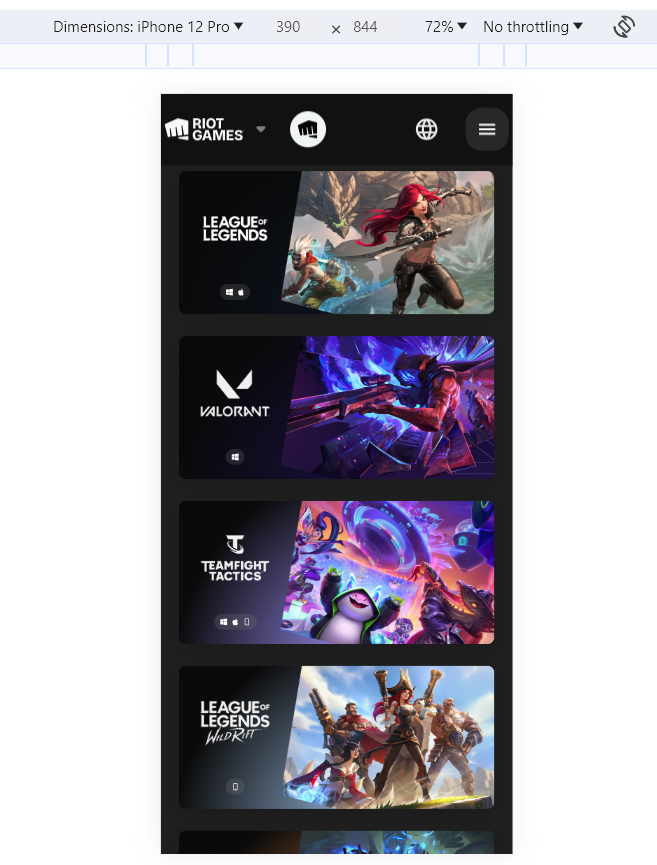 Dimensions: iPhone 12 Pro ▼ 390 × 844 72% ▼ No throttling ▼
RIOT
GAMES
LEAGUE OF
LEGENDS
VALORANT
TEAMFIGHT
TACTICS
LEAGUE OF
LEGENDS
WILD RIFT